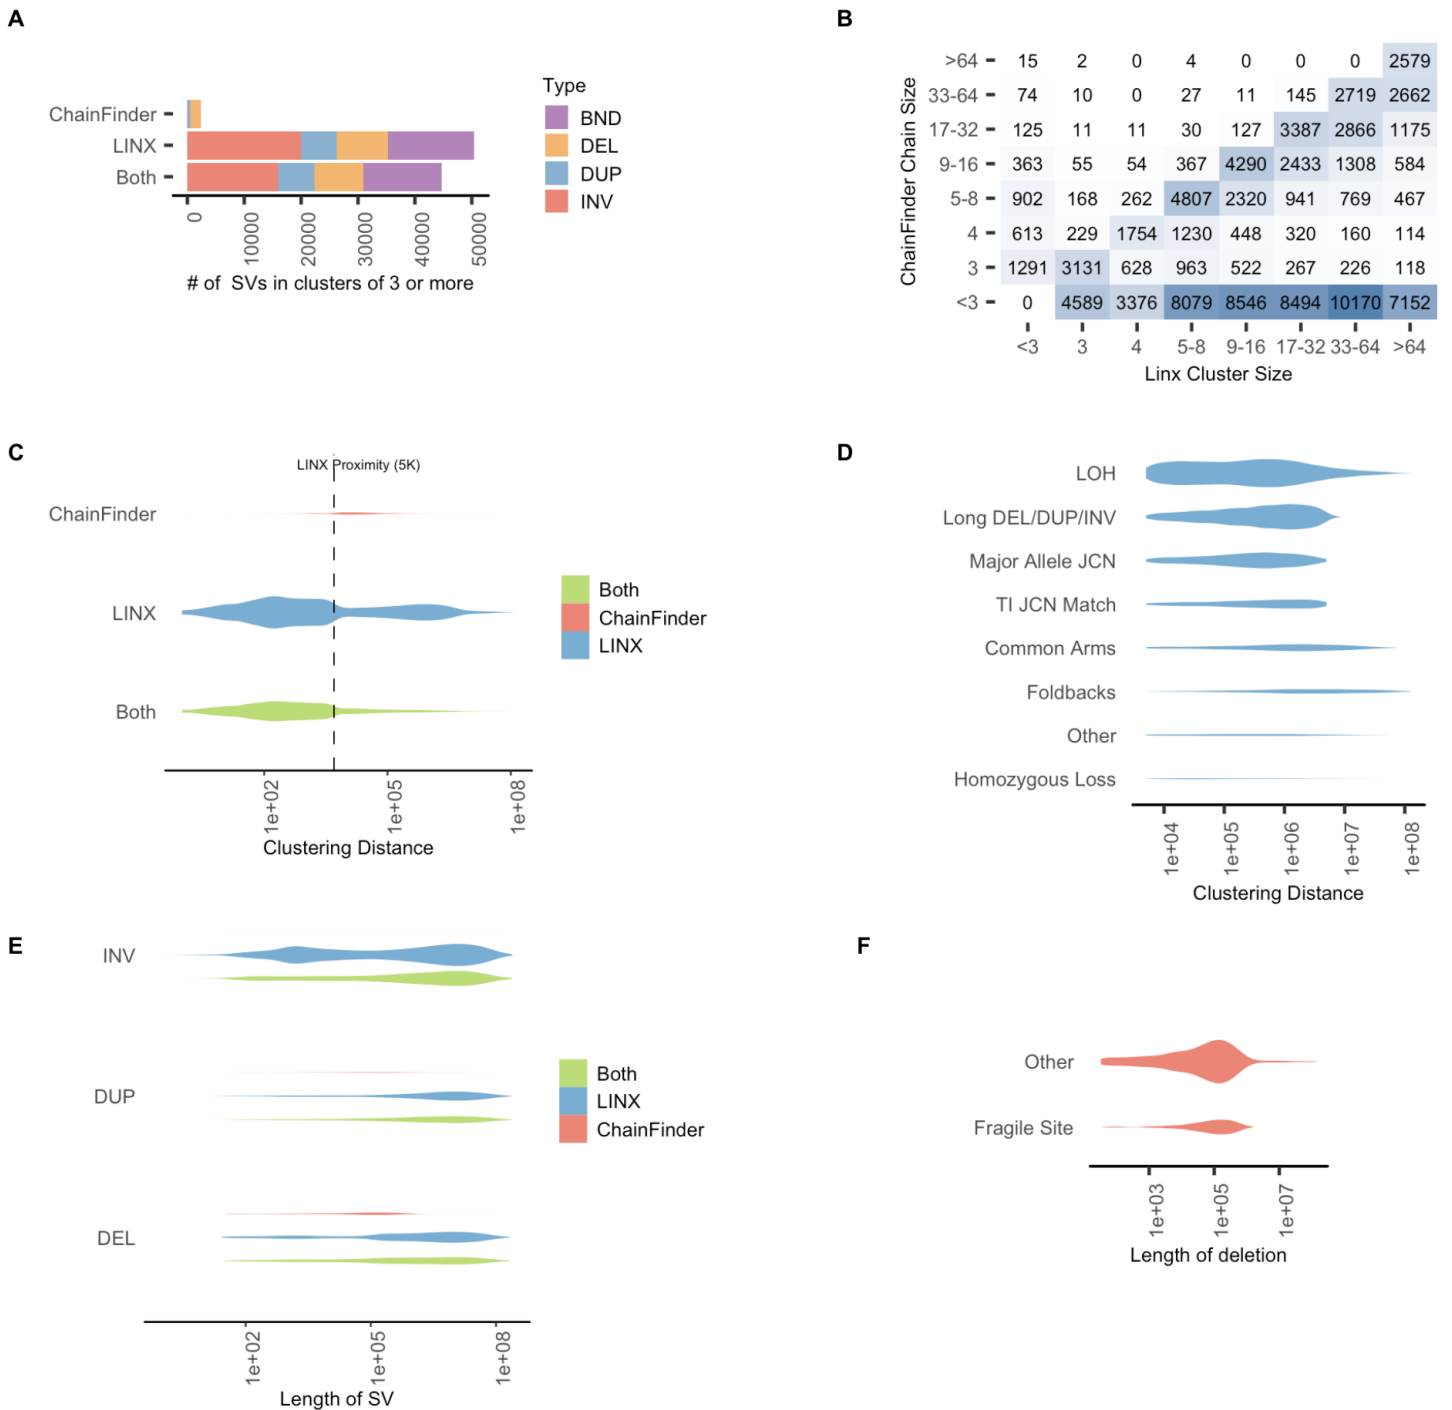 A
ChainFinder
LINX
Both
0
10000
20000
30000
40000
50000
# of SVs in clusters of 3 or more
Type
BND
DEL
DUP
INV
B
ChainFinder Chain Size
>64 15 2 0 4 0 0 0 2579
33-64 74 10 0 27 11 145 2719 2662
17-32 125 11 11 30 127 3387 2866 1175
9-16 363 55 54 367 4290 2433 1308 584
5-8 902 168 262 4807 2320 941 769 467
4 613 229 1754 1230 448 320 160 114
3 1291 3131 628 963 522 267 226 118
<3 0 4589 3376 8079 8546 8494 10170 7152
<3 3 4 5-8 9-16 17-32 33-64 >64
Linx Cluster Size
C
LINX Proximity (5K)
ChainFinder
LINX
Both
1e+02
1e+05
1e+08
Clustering Distance
Both
ChainFinder
LINX
D
LOH
Long DEL/DUP/INV
Major Allele JCN
TI JCN Match
Common Arms
Foldbacks
Other
Homozygous Loss
1e+04
1e+05
1e+06
1e+07
1e+08
Clustering Distance
E
INV
DUP
DEL
1e+02
1e+05
1e+08
Length of SV
Both
LINX
ChainFinder
F
Other
Fragile Site
1e+03
1e+05
1e+07
Length of deletion